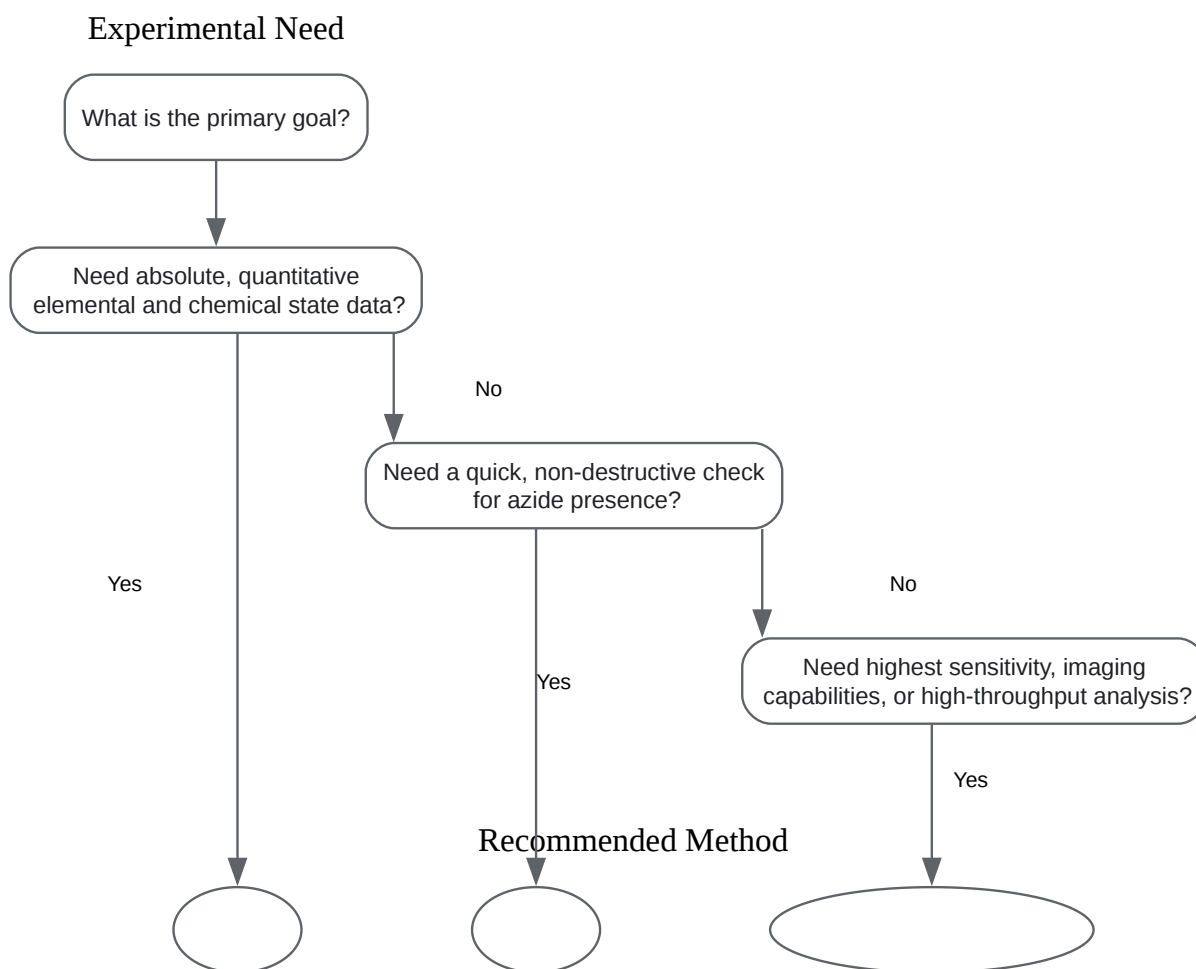 Experimental Need
What is the primary goal?
Need absolute, quantitative
elemental and chemical state data?
No
Need a quick, non-destructive check
for azide presence?
Yes
No
Need highest sensitivity, imaging
capabilities, or high-throughput analysis?
Yes
Yes
Recommended Method